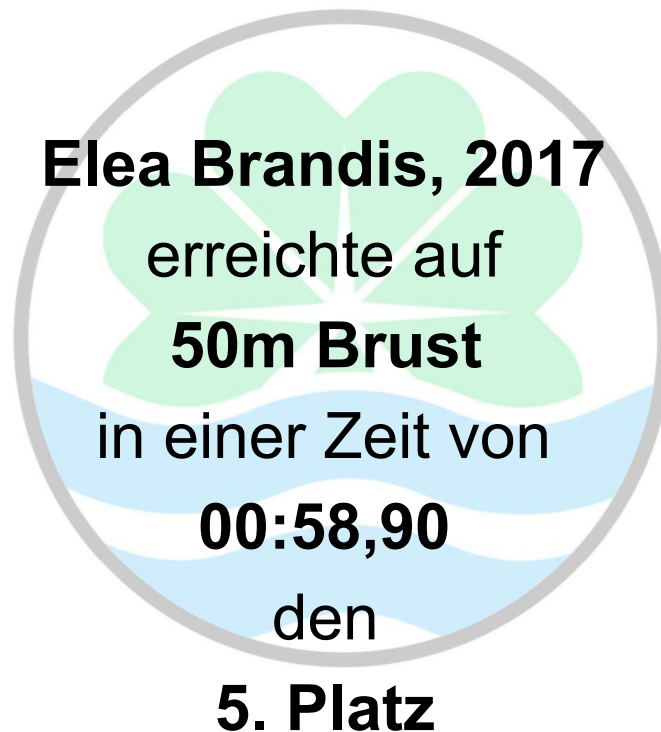 Elea Brandis, 2017
erreichte auf
50m Brust
in einer Zeit von
00:58,90
den
5. Platz